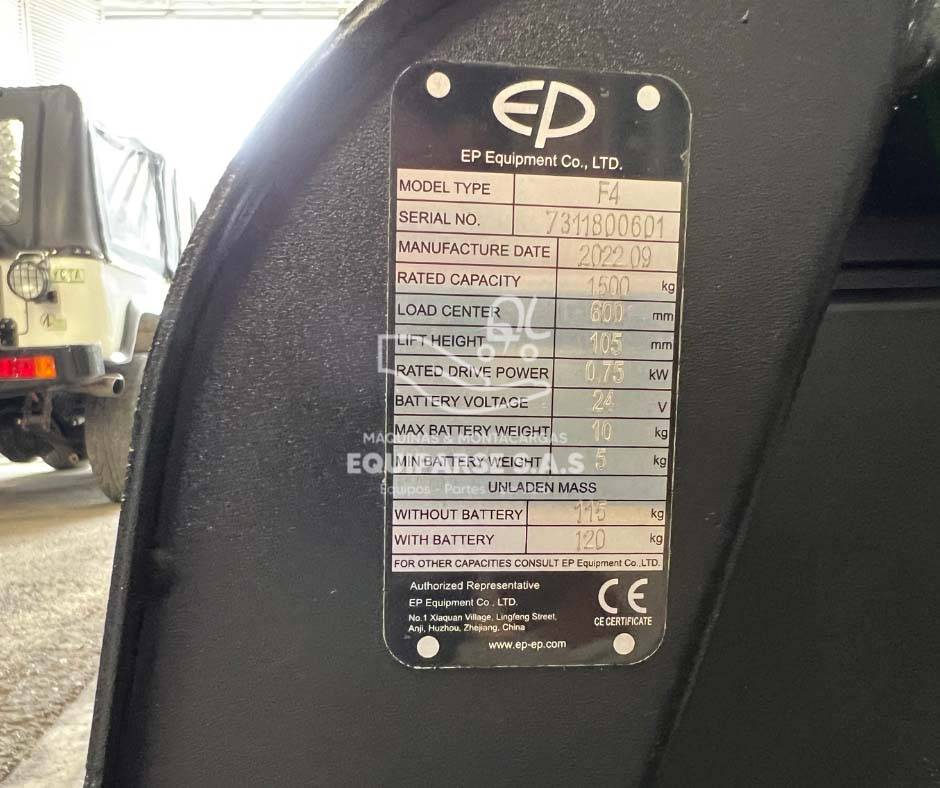 EP
EP Equipment Co., LTD.
MODEL TYPE F4
SERIAL NO. 7311800601
MANUFACTURE DATE 2022.09
RATED CAPACITY 1500 kg
LOAD CENTER 600 mm
LIFT HEIGHT 105 mm
RATED DRIVE POWER 0,75 kW
BATTERY VOLTAGE 24 V
MAX BATTERY WEIGHT 10 kg
MÁQUINAS & MONTACARGAS
MIN BATTERY WEIGHT 5 kg
S.A.S
Equipos - Partes
UNLADEN MASS
WITHOUT BATTERY 115 kg
WITH BATTERY 120 kg
FOR OTHER CAPACITIES CONSULT EP Equipment Co.,LTD.
Authorized Representative
EP Equipment Co., LTD.
No.1 Xiaquan Village, Lingfeng Street,
Anji, Huzhou, Zhejiang, China
CE
CE CERTIFICATE
www.ep-ep.com